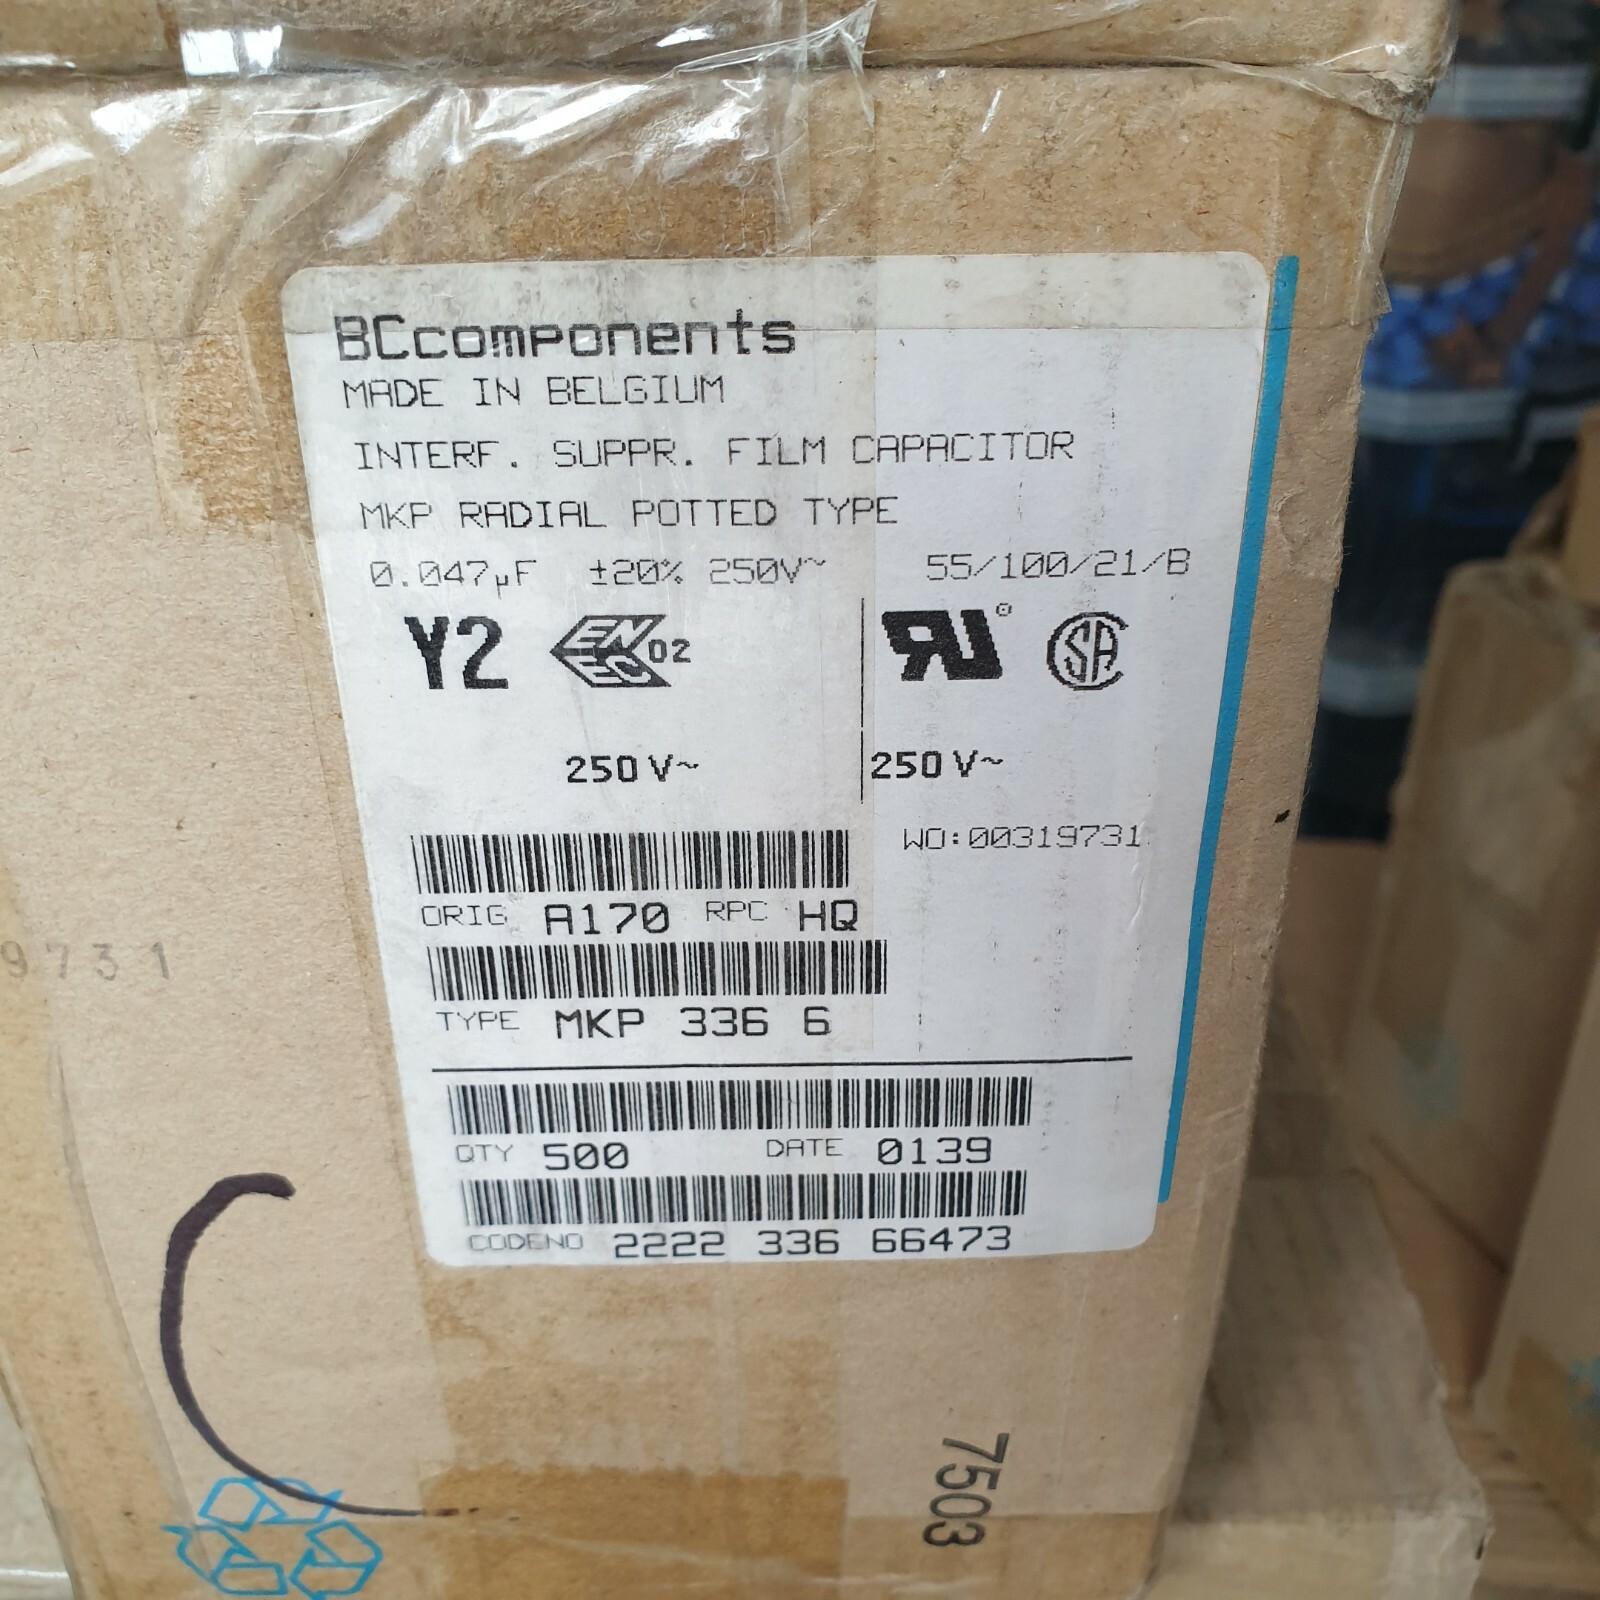 BCcomponents
MADE IN BELGIUM
INTERF. SUPPR. FILM CAPACITOR
MKP RADIAL POTTED TYPE
0.047µF ±20% 250V~ 55/100/21/B
Y2 ENEC 02 RU ® CSA
250 V~ 250 V~
WO:00319731
ORIG A170 RPC HQ
9731
TYPE MKP 336 6
QTY 500 DATE 0139
CODENO 2222 336 66473
7503